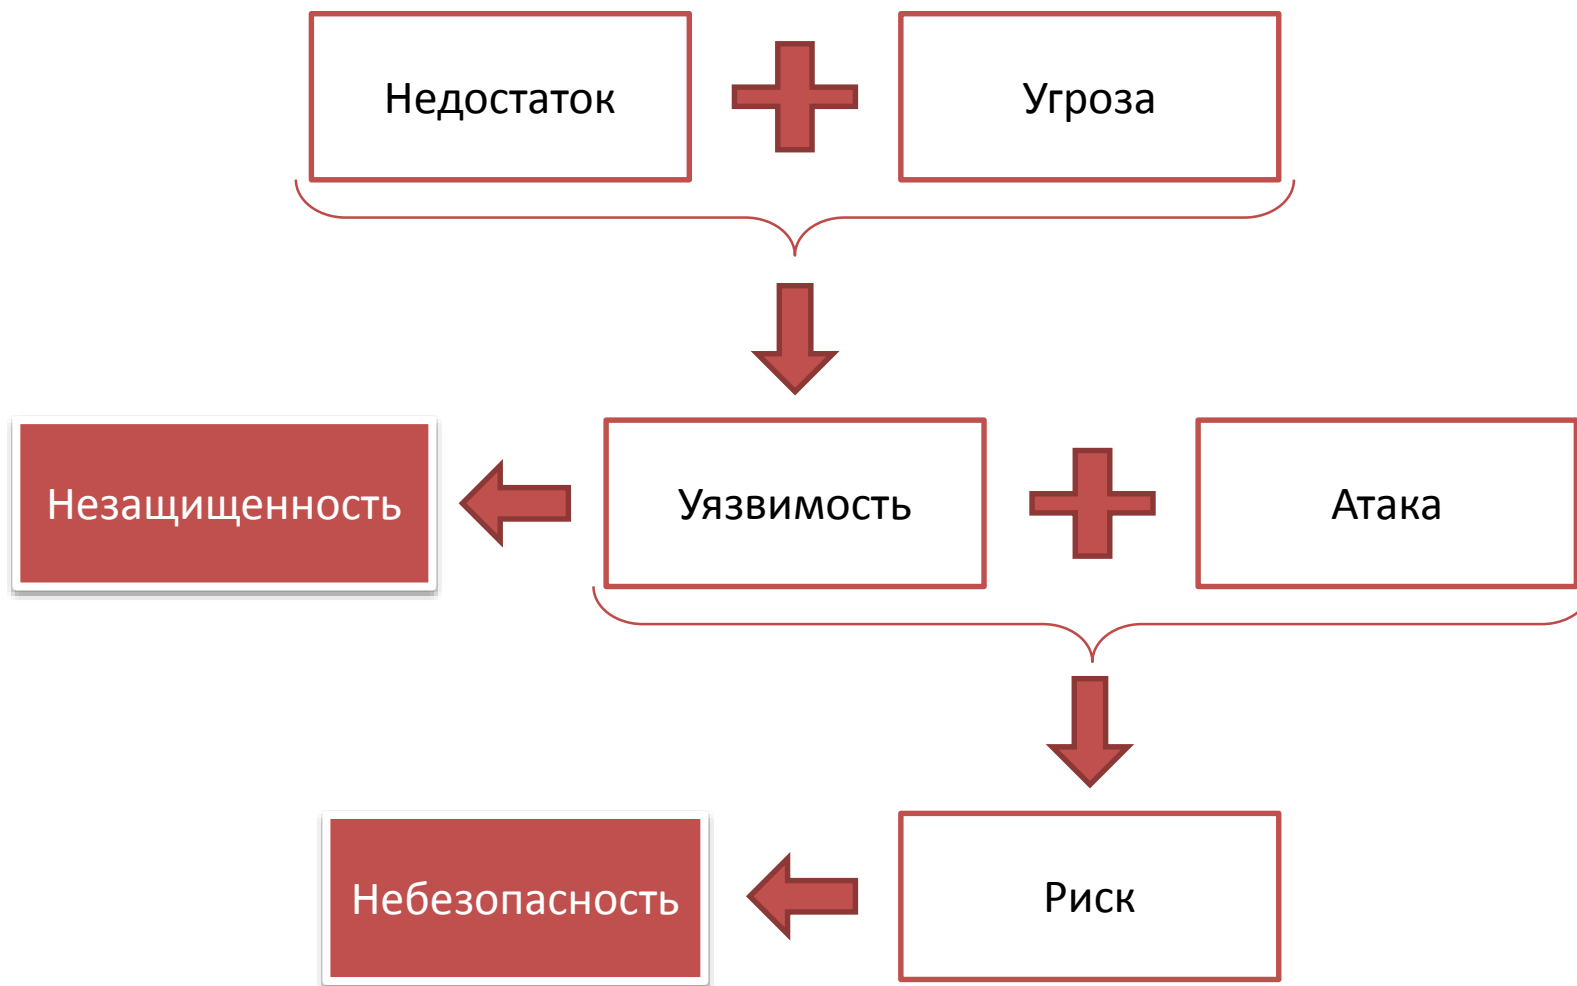 Недостаток
Угроза
Незащищенность
Уязвимость
Атака
Небезопасность
Риск